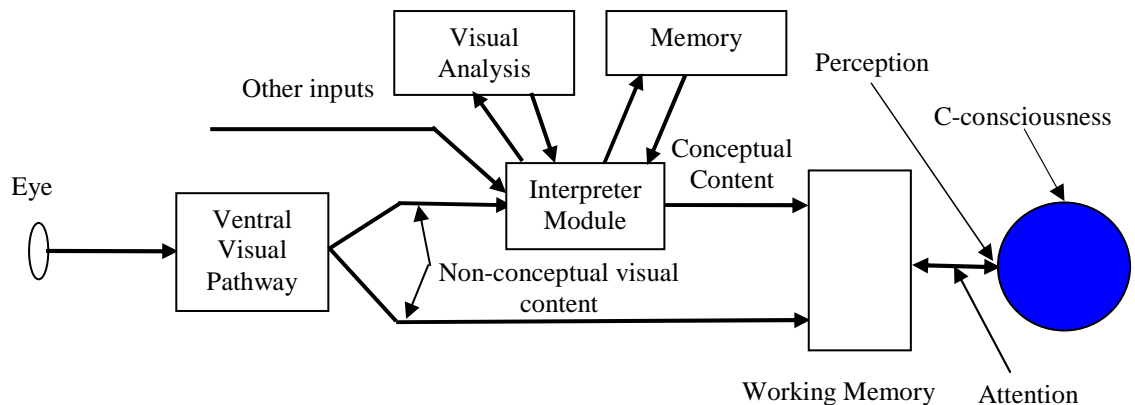 Visual
Analysis
Memory
Perception
Other inputs
C-consciousness
Conceptual
Content
Eye
Interpreter
Module
Ventral
Visual
Pathway
Non-conceptual visual
content
Working Memory
Attention